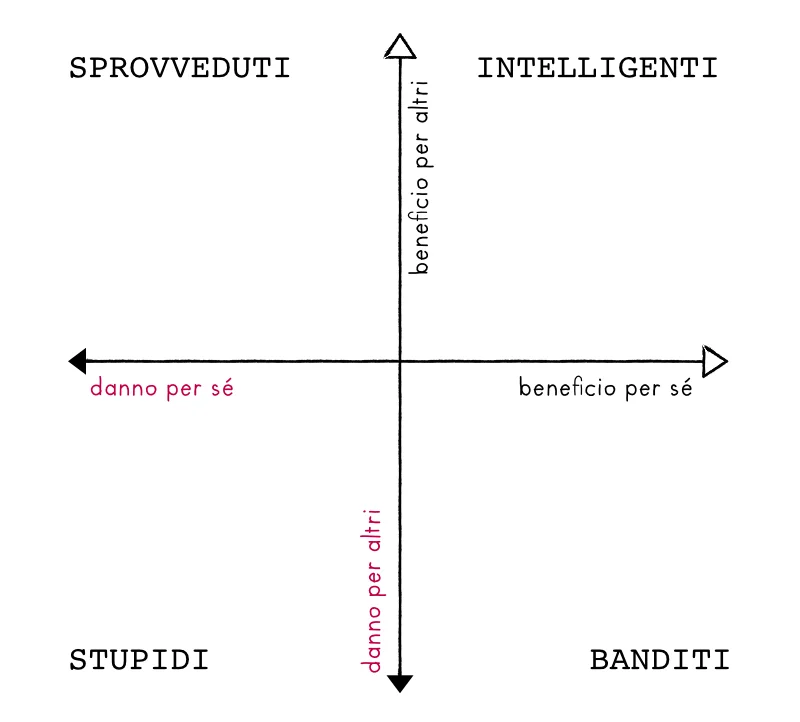 SPROVVEDUTI
INTELLIGENTI
beneficio per altri
danno per sé
beneficio per sé
danno per altri
STUPIDI
BANDITI